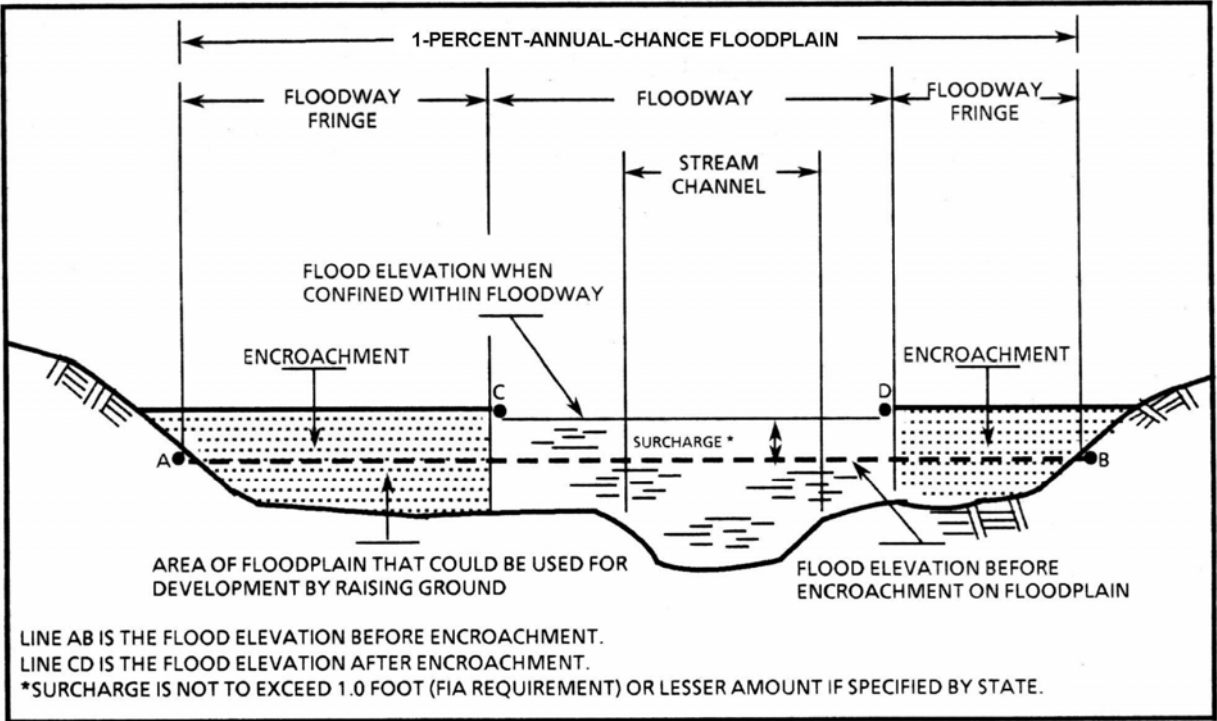 1-PERCENT-ANNUAL-CHANCE FLOODPLAIN
FLOODWAY
FRINGE
FLOODWAY
FLOODWAY
FRINGE
STREAM
CHANNEL
FLOOD ELEVATION WHEN
CONFINED WITHIN FLOODWAY
ENCROACHMENT
ENCROACHMENT
C
D
SURCHARGE *
A
B
AREA OF FLOODPLAIN THAT COULD BE USED FOR
DEVELOPMENT BY RAISING GROUND
FLOOD ELEVATION BEFORE
ENCROACHMENT ON FLOODPLAIN
LINE AB IS THE FLOOD ELEVATION BEFORE ENCROACHMENT.
LINE CD IS THE FLOOD ELEVATION AFTER ENCROACHMENT.
*SURCHARGE IS NOT TO EXCEED 1.0 FOOT (FIA REQUIREMENT) OR LESSER AMOUNT IF SPECIFIED BY STATE.